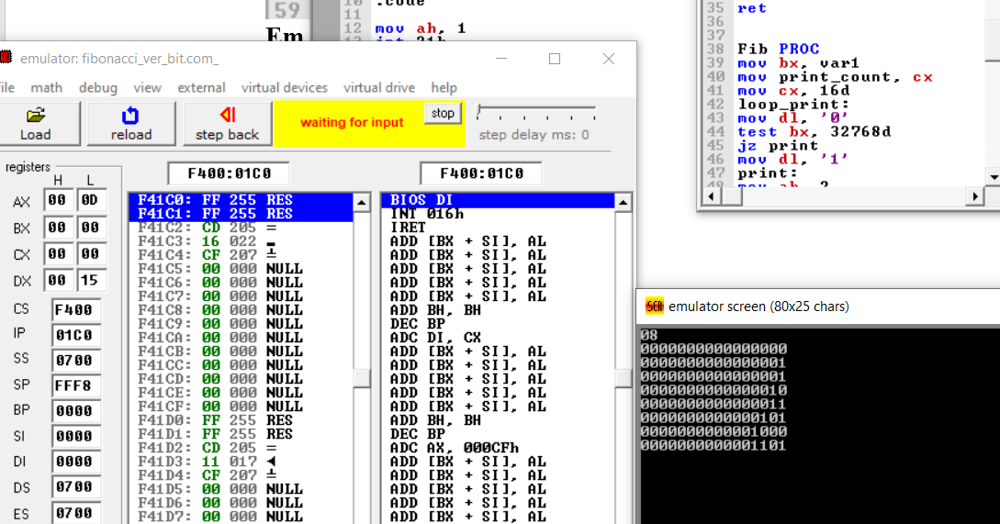 59
Em
10 .code
11
12 mov ah, 1
35 ret
36
37
38 Fib PROC
39 mov bx, var1
40 mov print_count, cx
41 mov cx, 16d
42 loop_print:
43 mov dl, '0'
44 test bx, 32768d
45 jz print
46 mov dl, '1'
47 print:
emulator: fibonacci_ver_bit.com_
file math debug view external virtual devices virtual drive help
Load reload step back waiting for input stop step delay ms: 0
registers F400:01C0 F400:01C0
H L
AX 00 0D
BX 00 00
CX 00 00
DX 00 15
CS F400
IP 01C0
SS 0700
SP FFF8
BP 0000
SI 0000
DI 0000
DS 0700
ES 0700
F41C0: FF 255 RES
F41C1: FF 255 RES
F41C2: CD 205 =
F41C3: 16 022 ▬
F41C4: CF 207 ╧
F41C5: 00 000 NULL
F41C6: 00 000 NULL
F41C7: 00 000 NULL
F41C8: 00 000 NULL
F41C9: 00 000 NULL
F41CA: 00 000 NULL
F41CB: 00 000 NULL
F41CC: 00 000 NULL
F41CD: 00 000 NULL
F41CE: 00 000 NULL
F41CF: 00 000 NULL
F41D0: FF 255 RES
F41D1: FF 255 RES
F41D2: CD 205 =
F41D3: 11 017 ◄
F41D4: CF 207 ╧
F41D5: 00 000 NULL
F41D6: 00 000 NULL
F41D7: 00 000 NULL
BIOS DI
INT 016h
IRET
ADD [BX + SI], AL
ADD [BX + SI], AL
ADD [BX + SI], AL
ADD [BX + SI], AL
ADD [BX + SI], AL
ADD BH, BH
DEC BP
ADC DI, CX
ADD [BX + SI], AL
ADD [BX + SI], AL
ADD [BX + SI], AL
ADD [BX + SI], AL
ADD [BX + SI], AL
ADD BH, BH
DEC BP
ADC AX, 000CFh
ADD [BX + SI], AL
ADD [BX + SI], AL
ADD [BX + SI], AL
ADD [BX + SI], AL
ADD [BX + SI], AL
SCR emulator screen (80x25 chars)
08
0000000000000000
0000000000000001
0000000000000001
0000000000000010
0000000000000011
0000000000000101
0000000000001000
0000000000001101